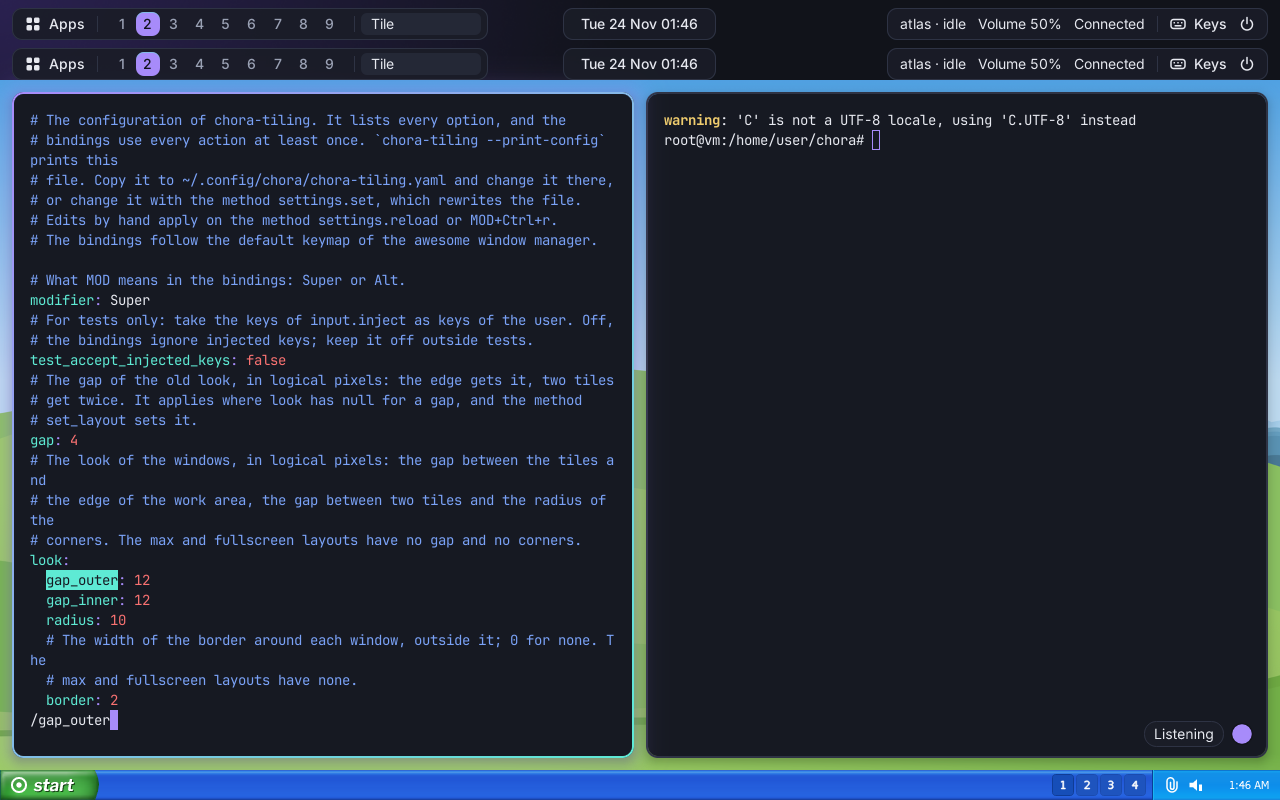 Apps 1 2 3 4 5 6 7 8 9 Tile Tue 24 Nov 01:46 atlas · idle Volume 50% Connected Keys
Apps 1 2 3 4 5 6 7 8 9 Tile Tue 24 Nov 01:46 atlas · idle Volume 50% Connected Keys
# The configuration of chora-tiling. It lists every option, and the
# bindings use every action at least once. `chora-tiling --print-config`
prints this
# file. Copy it to ~/.config/chora/chora-tiling.yaml and change it there,
# or change it with the method settings.set, which rewrites the file.
# Edits by hand apply on the method settings.reload or MOD+Ctrl+r.
# The bindings follow the default keymap of the awesome window manager.
# What MOD means in the bindings: Super or Alt.
modifier: Super
# For tests only: take the keys of input.inject as keys of the user. Off,
# the bindings ignore injected keys; keep it off outside tests.
test_accept_injected_keys: false
# The gap of the old look, in logical pixels: the edge gets it, two tiles
# get twice. It applies where look has null for a gap, and the method
# set_layout sets it.
gap: 4
# The look of the windows, in logical pixels: the gap between the tiles a
nd
# the edge of the work area, the gap between two tiles and the radius of
the
# corners. The max and fullscreen layouts have no gap and no corners.
look:
  gap_outer: 12
  gap_inner: 12
  radius: 10
  # The width of the border around each window, outside it; 0 for none. T
he
  # max and fullscreen layouts have none.
  border: 2
/gap_outer
warning: 'C' is not a UTF-8 locale, using 'C.UTF-8' instead
root@vm:/home/user/chora#
Listening
start 1 2 3 4 1:46 AM